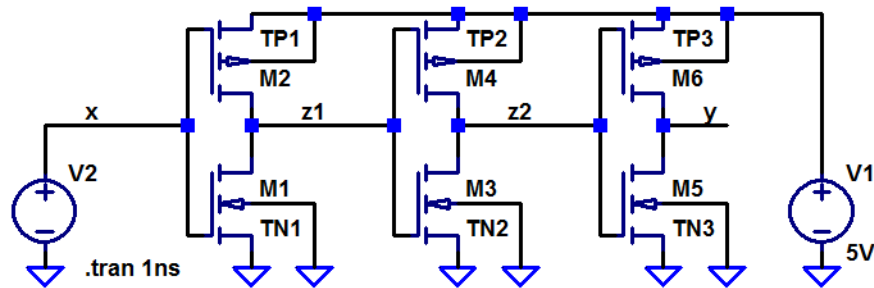 TP1
TP2
TP3
M2
M4
M6
x
z1
z2
y
V2
M1
M3
M5
V1
TN1
TN2
TN3
5V
.tran 1ns